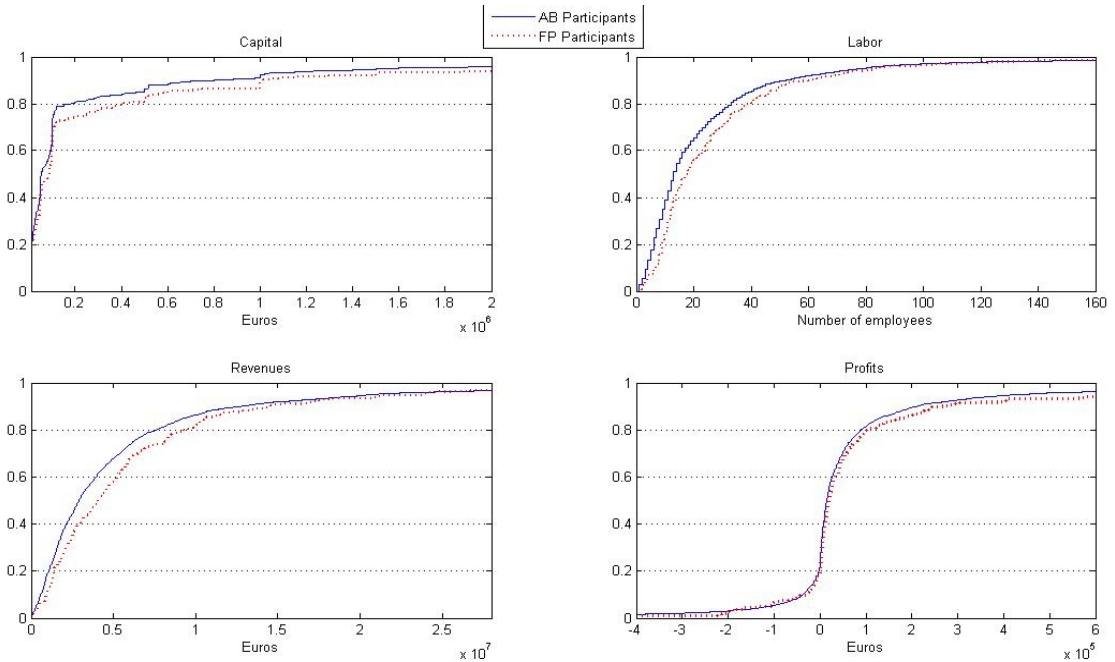 AB Participants
FP Participants
Capital
1
0.8
0.6
0.4
0.2
0
0.2 0.4 0.6 0.8 1 1.2 1.4 1.6 1.8 2
Euros
x 10^6
Labor
1
0.8
0.6
0.4
0.2
0
0 20 40 60 80 100 120 140 160
Number of employees
Revenues
1
0.8
0.6
0.4
0.2
0
0 0.5 1 1.5 2 2.5
Euros
x 10^7
Profits
1
0.8
0.6
0.4
0.2
0
-4 -3 -2 -1 0 1 2 3 4 5 6
Euros
x 10^5